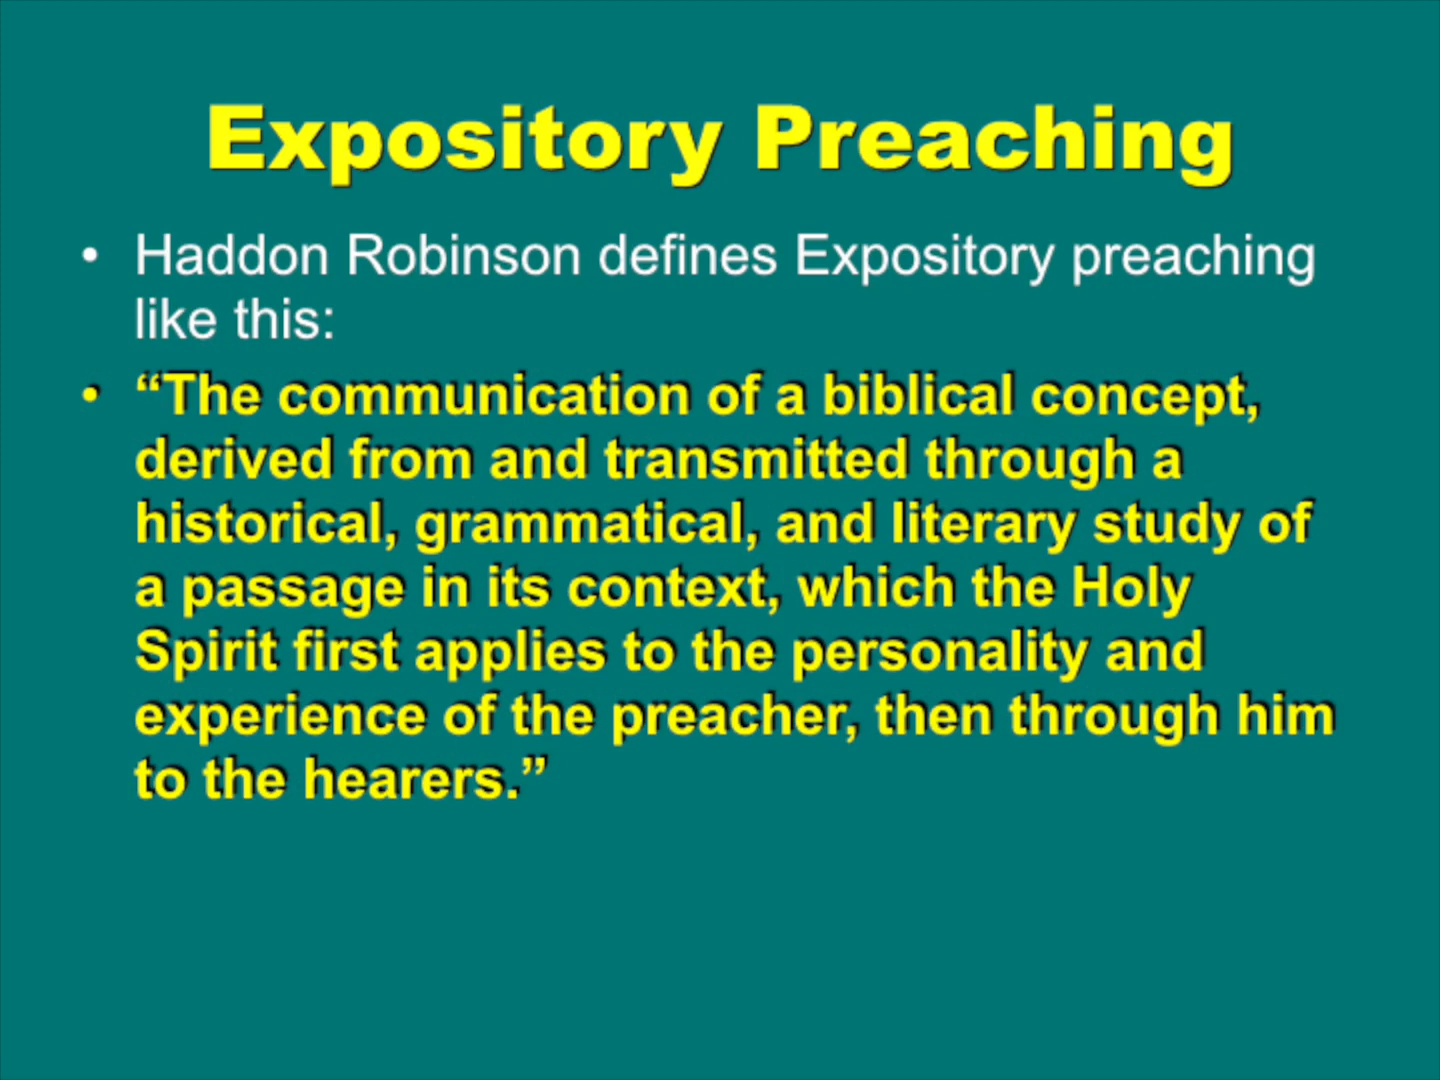 Expository Preaching
• Haddon Robinson defines Expository preaching
like this:
• “The communication of a biblical concept,
derived from and transmitted through a
historical, grammatical, and literary study of
a passage in its context, which the Holy
Spirit first applies to the personality and
experience of the preacher, then through him
to the hearers.”